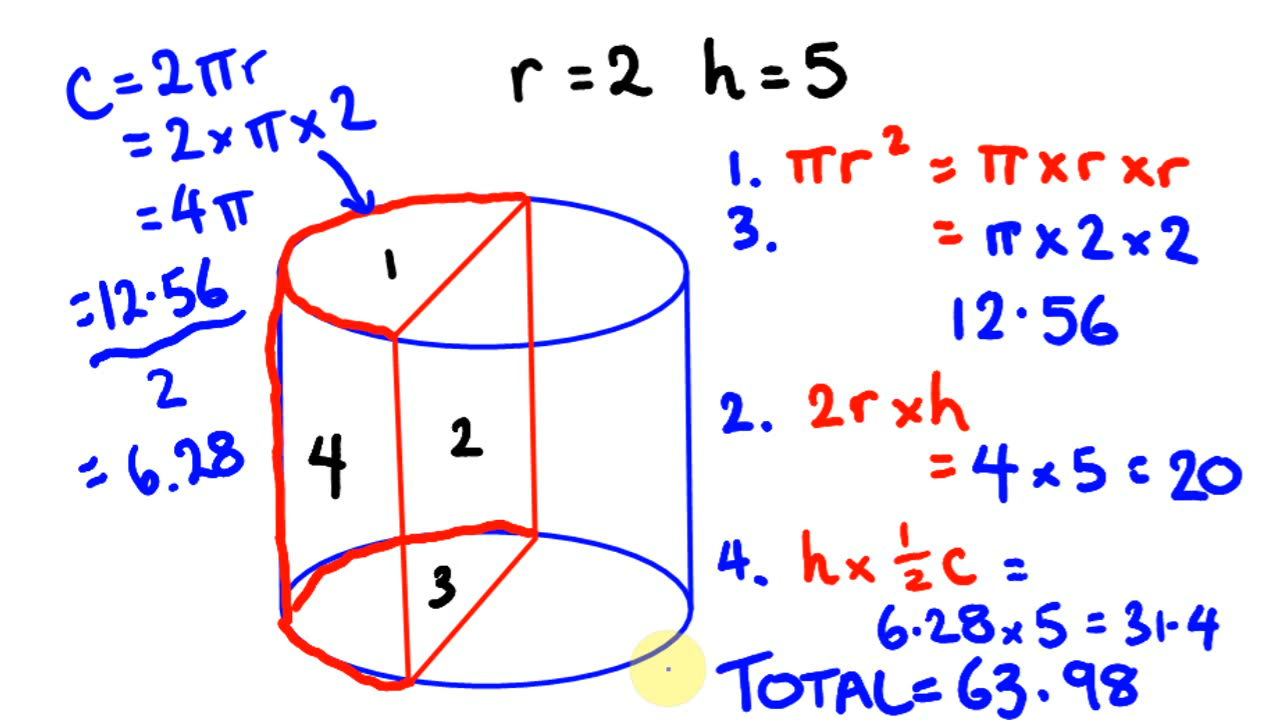 r = 2 h = 5
C = 2πr
= 2 × π × 2
= 4π
= 12.56
2
= 6.28
1
4
2
3
1. πr² = π × r × r
3. = π × 2 × 2
12.56
2. 2r × h
= 4 × 5 = 20
4. h × ½ C =
6.28 × 5 = 31.4
TOTAL = 63.98